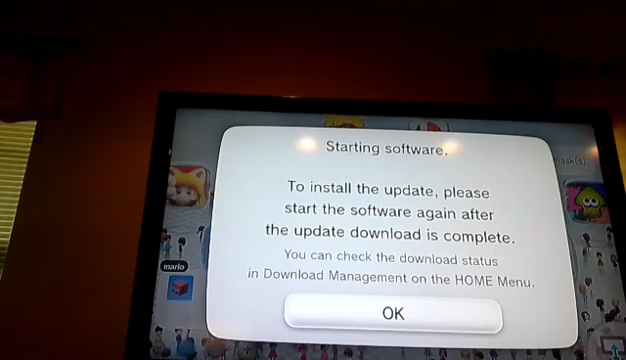 Starting software.
mask(s)
To install the update, please
start the software again after
the update download is complete.
You can check the download status
in Download Management on the HOME Menu.
mario
OK